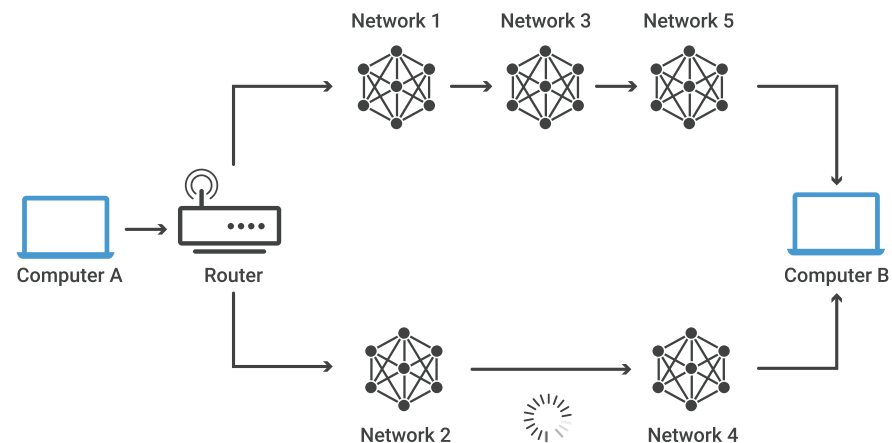 Network 1
Network 3
Network 5
Computer A
Router
Computer B
Network 2
Network 4